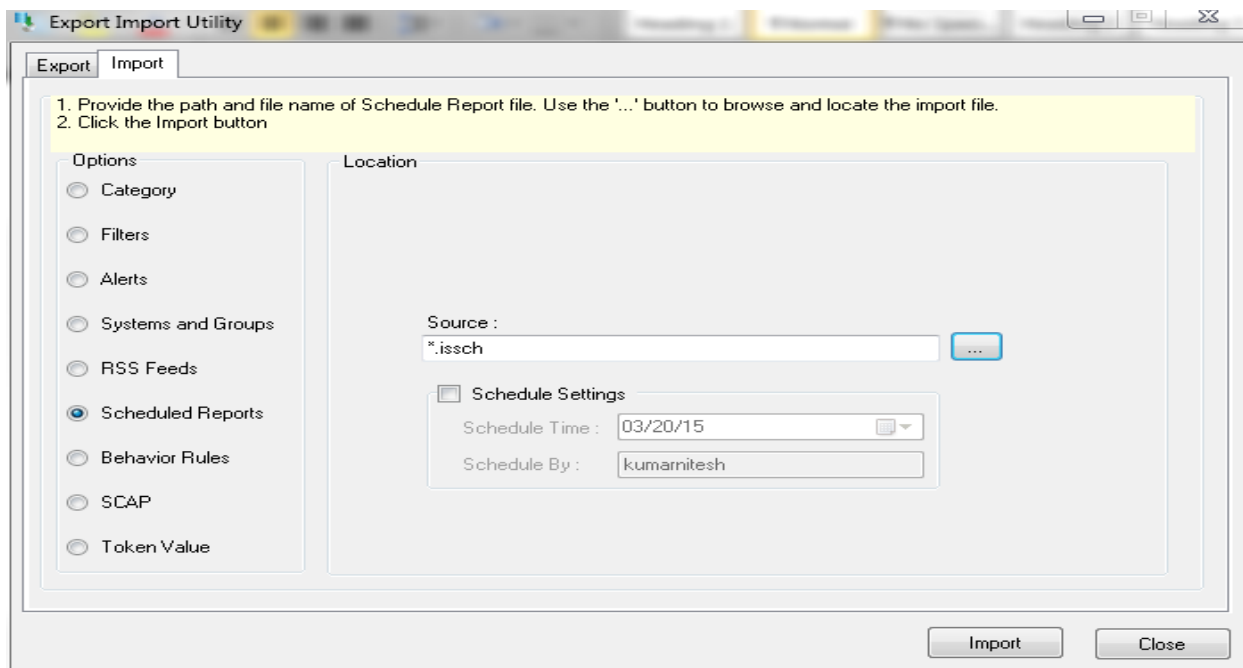 Export Import Utility
Export
Import
1. Provide the path and file name of Schedule Report file. Use the '...' button to browse and locate the import file.
2. Click the Import button
Options
Category
Filters
Alerts
Systems and Groups
RSS Feeds
Scheduled Reports
Behavior Rules
SCAP
Token Value
Location
Source :
*.issch
...
Schedule Settings
Schedule Time :
03/20/15
Schedule By :
kumarnitesh
Import
Close